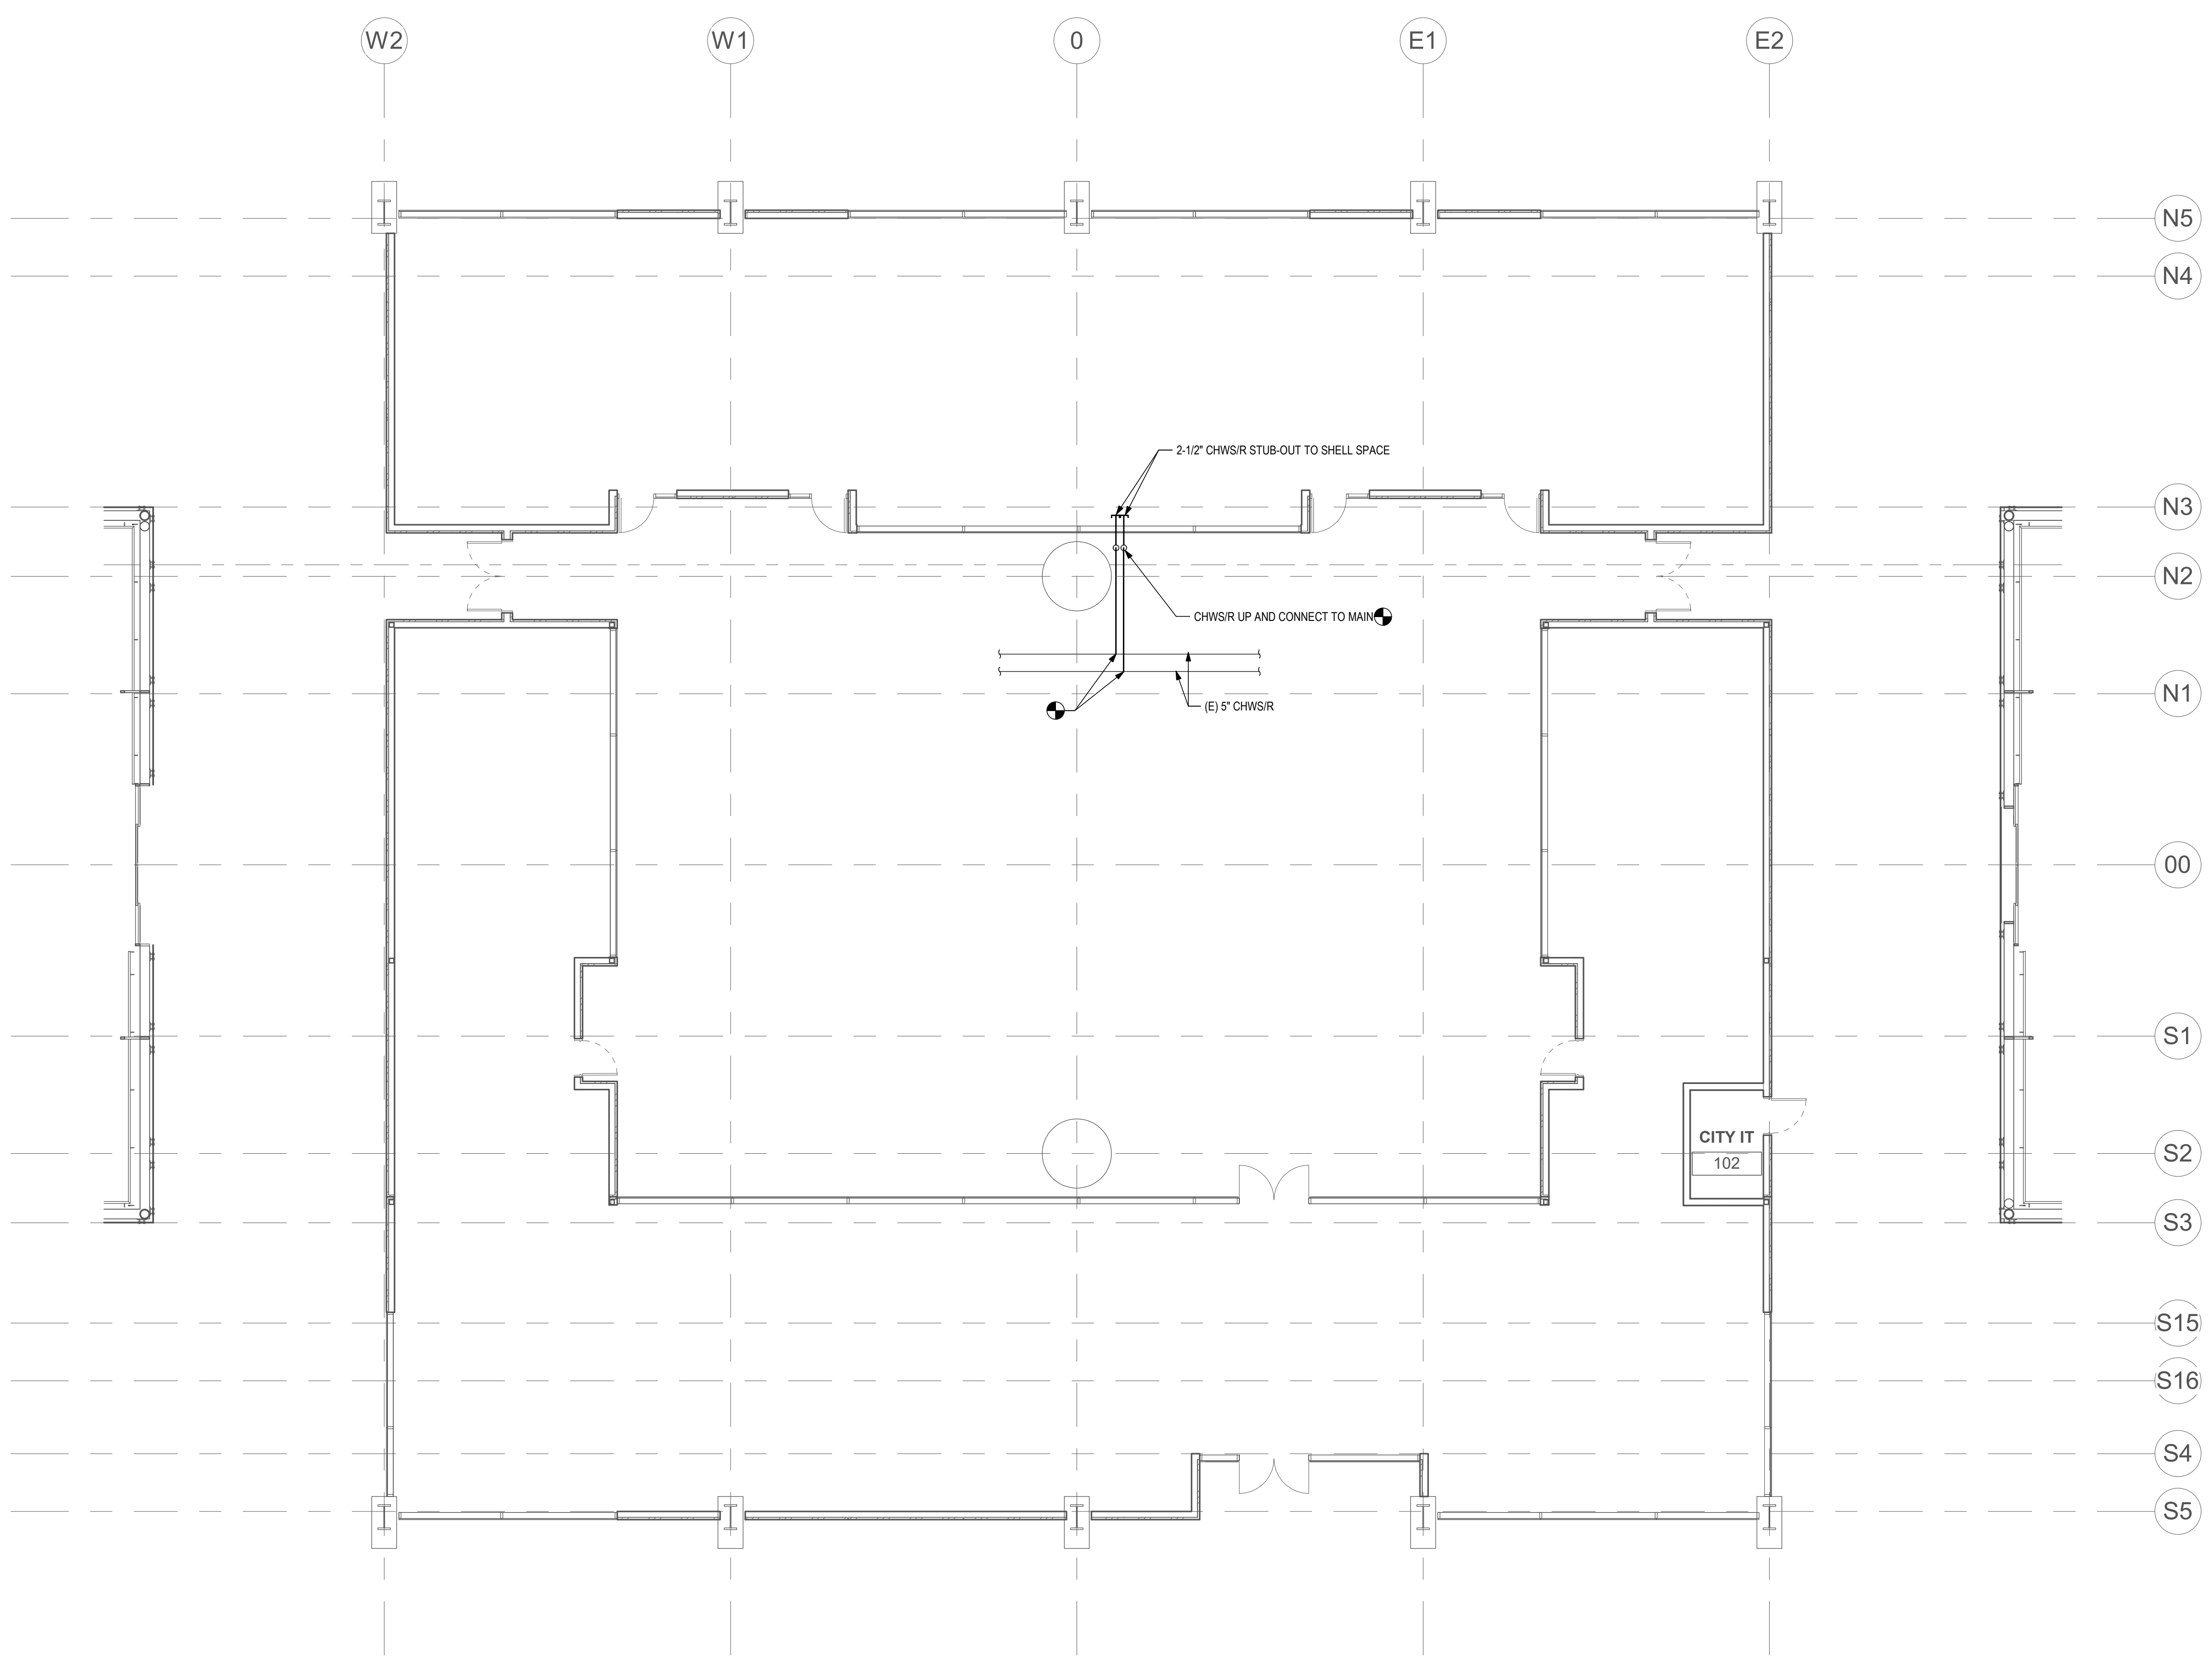 W2
W1
0
E1
E2
N5
N4
2-1/2" CHWS/R STUB-OUT TO SHELL SPACE
N3
N2
CHWS/R UP AND CONNECT TO MAIN
N1
(E) 5" CHWS/R
00
S1
CITY IT
102
S2
S3
S15
S16
S4
S5